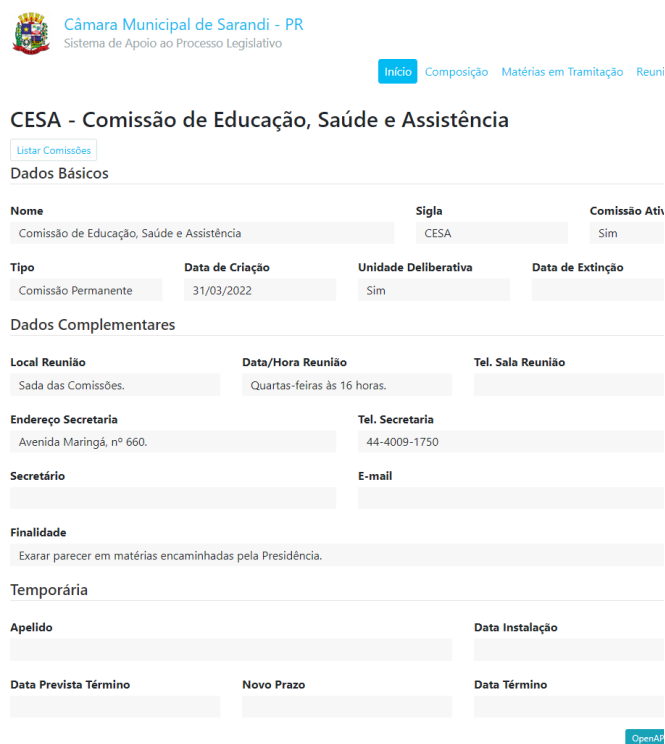 Câmara Municipal de Sarandi - PR
Sistema de Apoio ao Processo Legislativo
Início Composição Matérias em Tramitação
CESA - Comissão de Educação, Saúde e Assistência
Listar Comissões
Dados Básicos
Nome Sigla Comissão
Comissão de Educação, Saúde e Assistência CESA Sim
Tipo Data de Criação Unidade Deliberativa Data de Extinção
Comissão Permanente 31/03/2022 Sim
Dados Complementares
Local Reunião Data/Hora Reunião Tel. Sala Reunião
Sada das Comissões. Quartas-feiras às 16 horas.
Endereço Secretaria Tel. Secretaria
Avenida Maringá, nº 660. 44-4009-1750
Secretário E-mail
Finalidade
Exarar parecer em matérias encaminhadas pela Presidência.
Temporária
Apelido Data Instalação
Data Prevista Término Novo Prazo Data Término